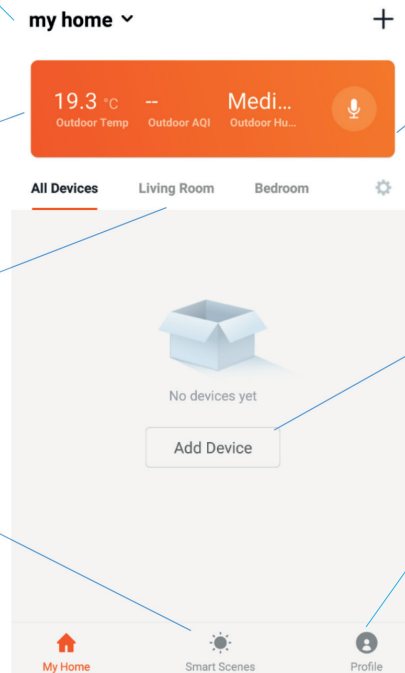 my home
19.3 °C -- Medi...
Outdoor Temp Outdoor AQI Outdoor Hu...
All Devices Living Room Bedroom
No devices yet
Add Device
My Home Smart Scenes Profile